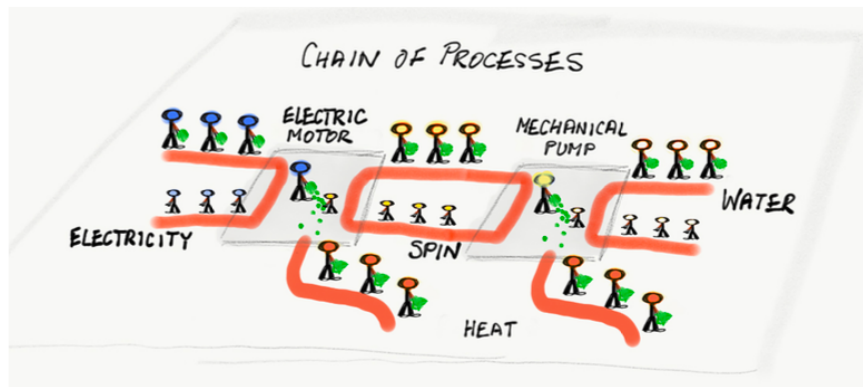 CHAIN OF PROCESSES
ELECTRIC
MOTOR
MECHANICAL
PUMP
WATER
ELECTRICITY
SPIN
HEAT